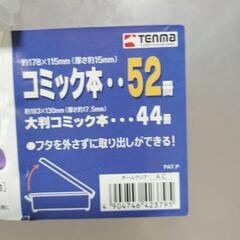 TENMA
約178×115mm(厚さ約15mm)
コミック本・・52冊
約183×130mm(厚さ約17.5mm)
大判コミック本・・・44冊
●フタを外さずに取り出しができる!
PAT.P
オールクリア(AC)
4 904746 423795